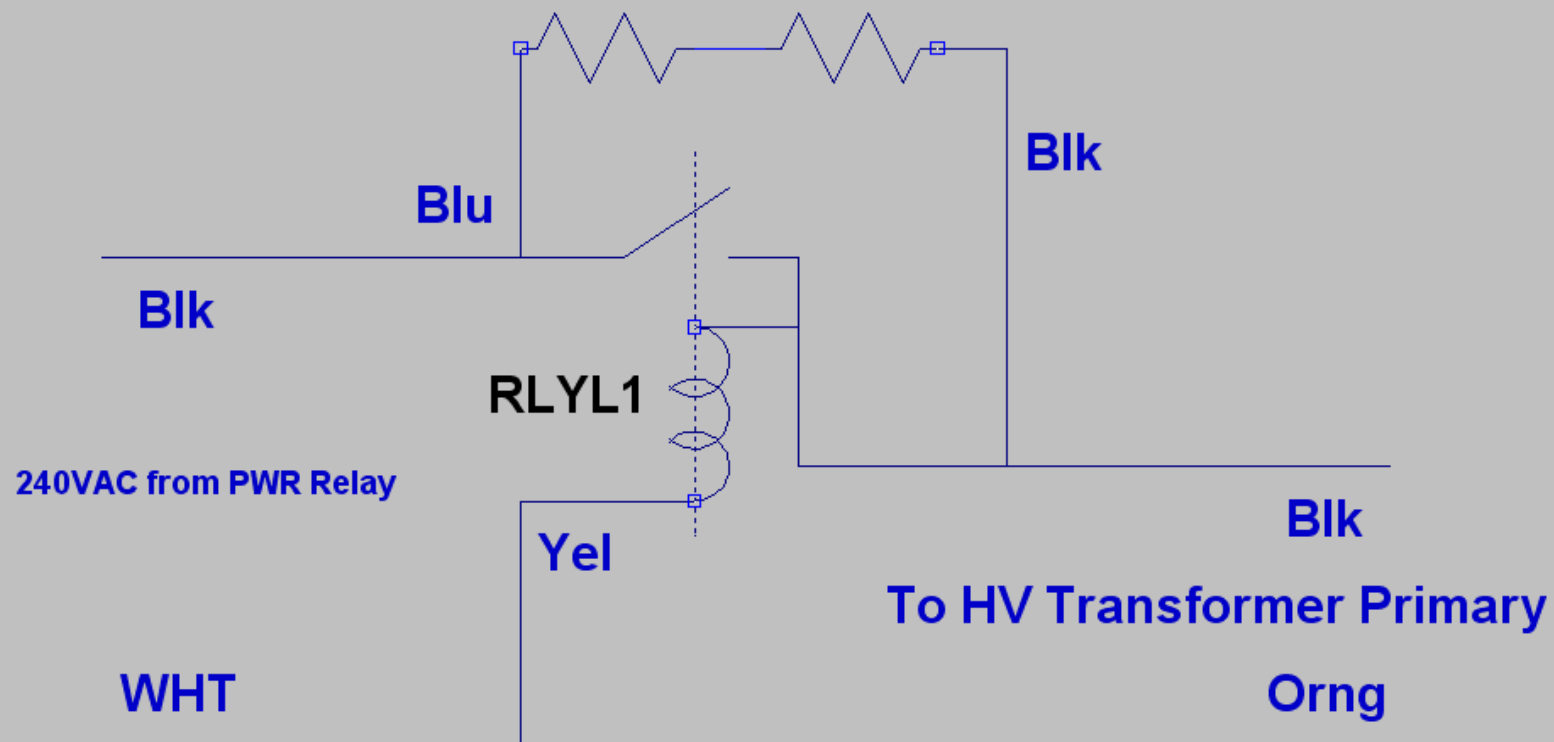 Blk
Blu
Blk
RLYL1
240VAC from PWR Relay
Yel
Blk
To HV Transformer Primary
WHT
Orng